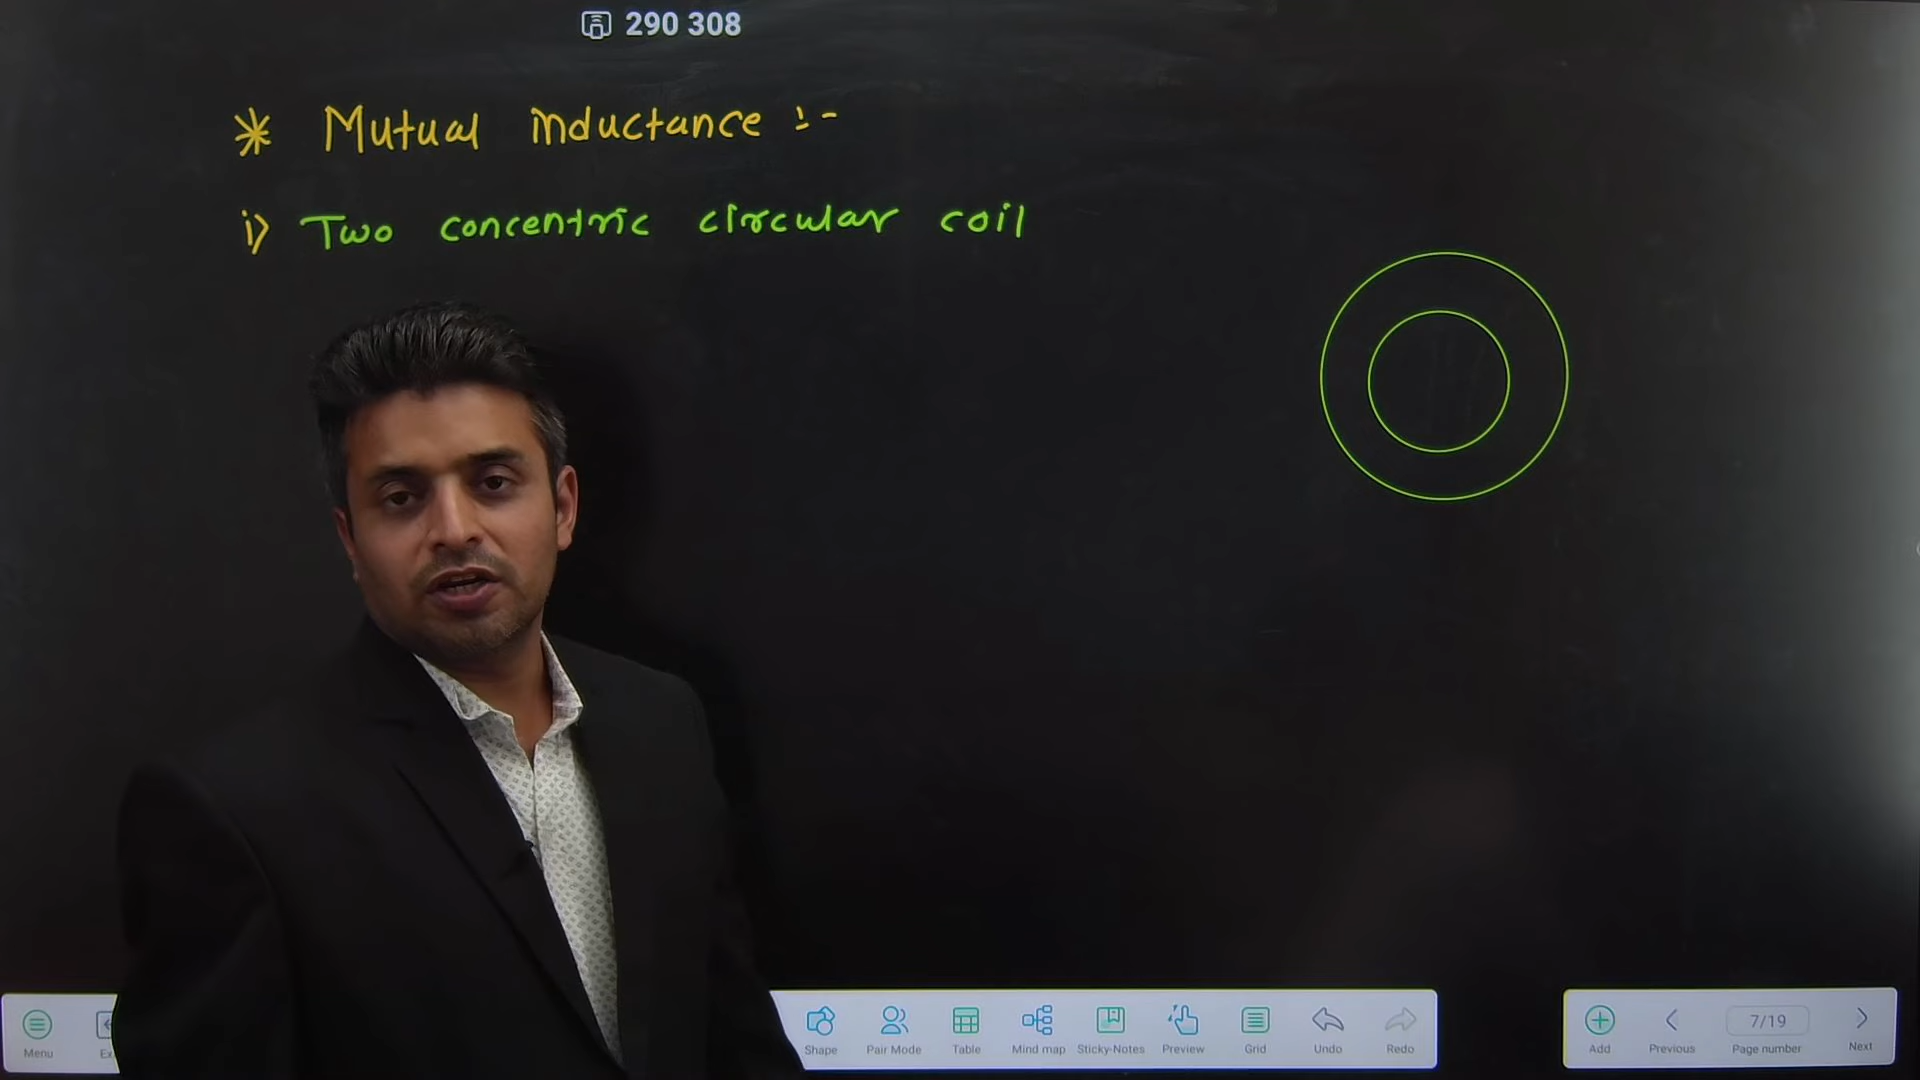 290 308
* Mutual inductance :-
i) Two concentric circular coil
Menu
Shape Pair Mode Table Mind map Sticky-Notes Preview Grid Undo Redo
Add Previous 7/19 Page number Next